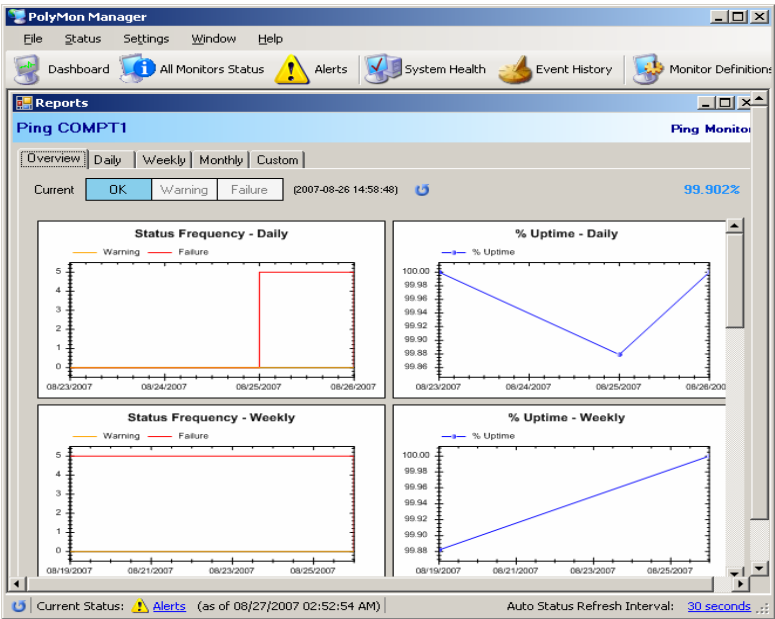 PolyMon Manager
File Status Settings Window Help
Dashboard All Monitors Status Alerts System Health Event History Monitor Definitions
Reports
Ping COMPT1 Ping Monito
Overview Daily Weekly Monthly Custom
Current OK Warning Failure (2007-08-26 14:58:48) 99.902%
Status Frequency - Daily
Warning Failure
5
4
3
2
1
0
08/23/2007 08/24/2007 08/25/2007 08/26/2007
% Uptime - Daily
% Uptime
100.00
99.98
99.96
99.94
99.92
99.90
99.88
99.86
08/23/2007 08/24/2007 08/25/2007 08/26/200
Status Frequency - Weekly
Warning Failure
5
4
3
2
1
0
08/19/2007 08/21/2007 08/23/2007 08/25/2007
% Uptime - Weekly
% Uptime
100.00
99.98
99.96
99.94
99.92
99.90
99.88
08/19/2007 08/21/2007 08/23/2007 08/25/2007
Current Status: Alerts (as of 08/27/2007 02:52:54 AM) Auto Status Refresh Interval: 30 seconds